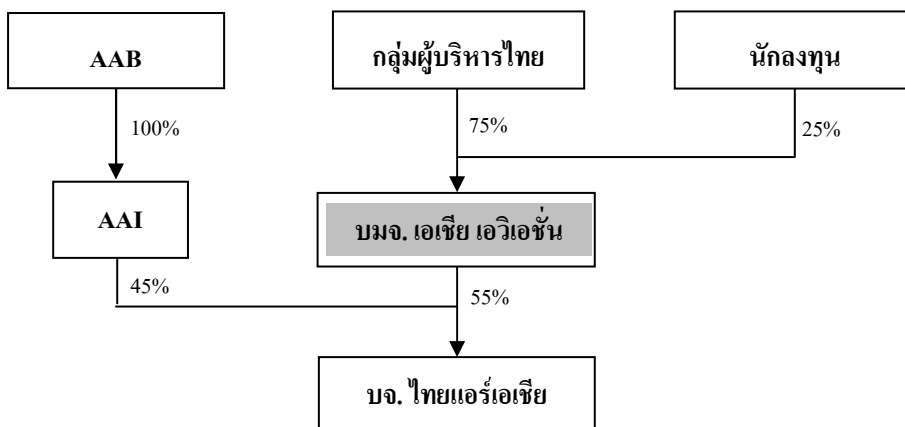 AAB
กลุ่มผู้บริหารไทย
นักลงทุน
100%
75%
25%
AAI
บมจ. เอเชีย เอวิเอชั่น
45%
55%
บจ. ไทยแอร์เอเชีย